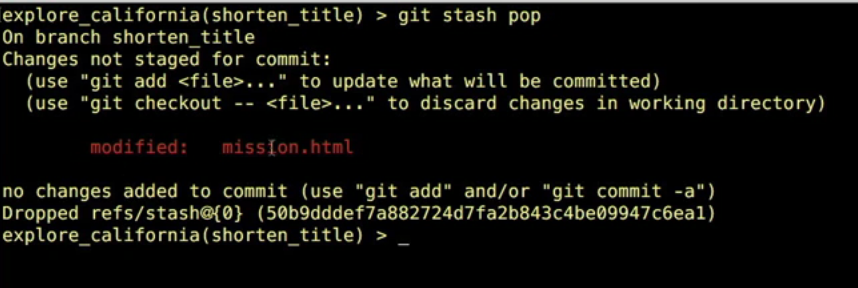 explore_california(shorten_title) > git stash pop
On branch shorten_title
Changes not staged for commit:
  (use "git add <file>..." to update what will be committed)
  (use "git checkout -- <file>..." to discard changes in working directory)
        modified:   mission.html
no changes added to commit (use "git add" and/or "git commit -a")
Dropped refs/stash@{0} (50b9dddef7a882724d7fa2b843c4be09947c6ea1)
explore_california(shorten_title) > _